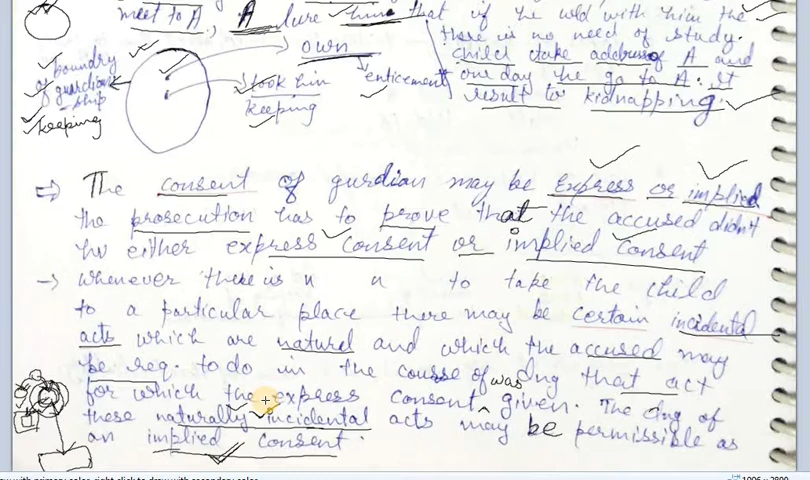 meet to A, A lure him that if he wld with him the
there is no need of study.
own
child take address of A and
boundry
took him
enticement
one day he go to A. It
of guardian
ship
keeping
result to kidnapping.
keeping
⇒ The consent of gurdian may be express or implied
the prosecution has to prove that the accused didn't
hv either express consent or implied consent
→ Whenever there is " " to take the child
to a particular place there may be certain incidental
acts which are natural and which the accused may
be req. to do in the course of dng that act
for which the express consent was given. The dng of
these naturally incidental acts may be permissible as
an implied consent.